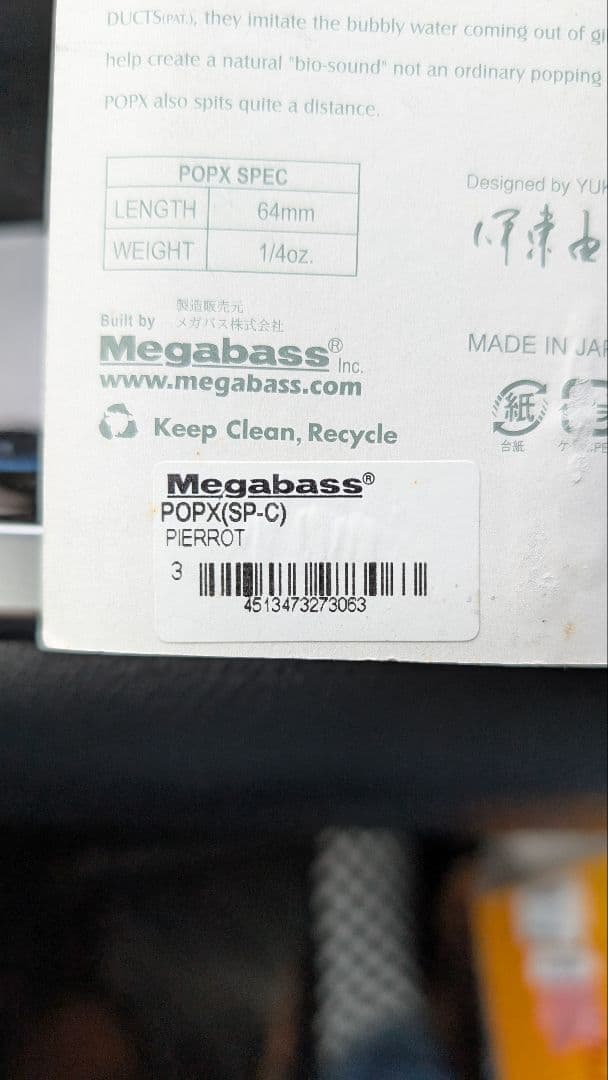 DUCTS(PAT.), they imitate the bubbly water coming out of
help create a natural "bio-sound" not an ordinary popping
POPX also spits quite a distance.
POPX SPEC
LENGTH 64mm
WEIGHT 1/4oz.
Designed by
製造販売元
Built by メガバス株式会社
Megabass® Inc.
www.megabass.com
MADE IN
Keep Clean, Recycle
紙
台紙
Megabass®
POPX(SP-C)
PIERROT
3
4513473273063